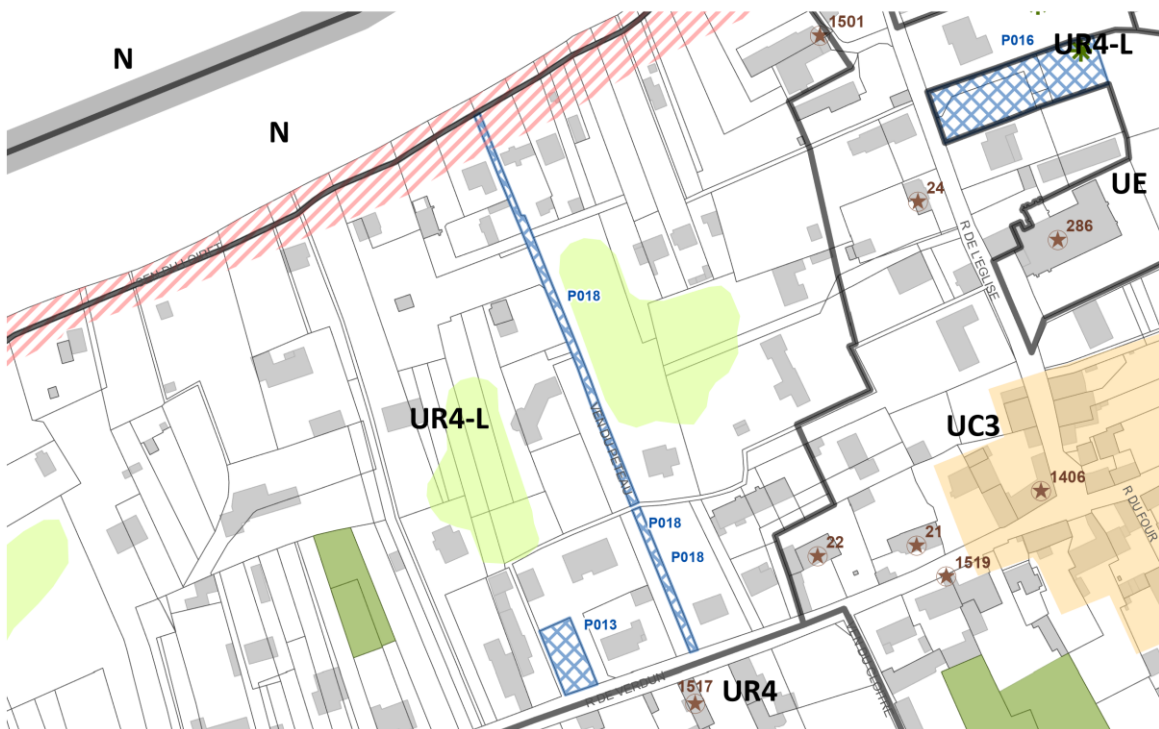 1501
P016
UR4-L
N
N
24
UE
286
R DE L'EGLISE
P018
UR4-L
UC3
1406
R DU FOUR
P018
P018
22
21
1519
P013
R DE VERDUN
1517
UR4